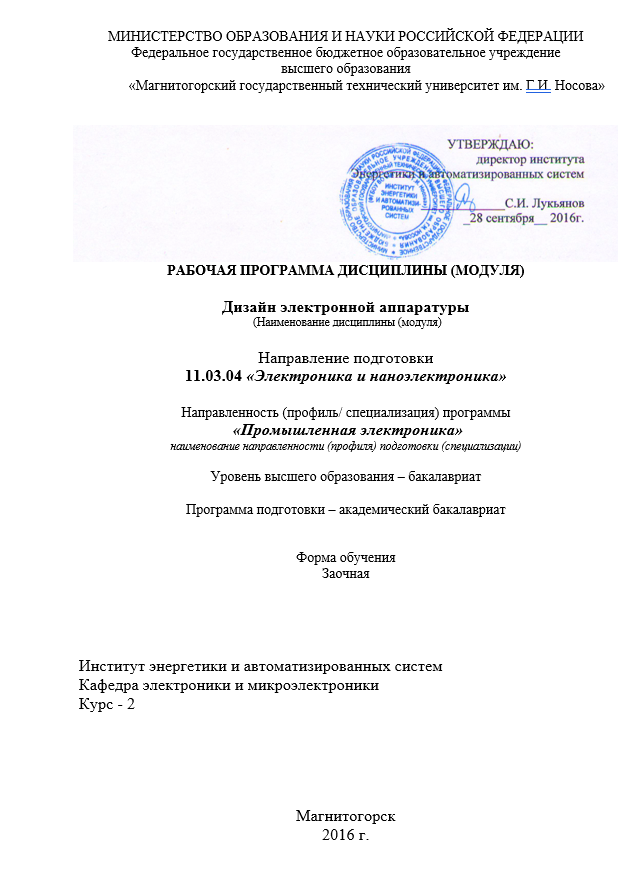 МИНИСТЕРСТВО ОБРАЗОВАНИЯ И НАУКИ РОССИЙСКОЙ ФЕДЕРАЦИИ
Федеральное государственное бюджетное образовательное учреждение
высшего образования
«Магнитогорский государственный технический университет им. Г.И. Носова»
УТВЕРЖДАЮ:
директор института
Энергетики и автоматизированных систем
ИНСТИТУТ
ЭНЕРГЕТИКИ
И АВТОМАТИЗИ-
РОВАННЫХ
СИСТЕМ
______________С.И. Лукьянов
_28 сентября__ 2016г.
РАБОЧАЯ ПРОГРАММА ДИСЦИПЛИНЫ (МОДУЛЯ)
Дизайн электронной аппаратуры
(Наименование дисциплины (модуля)
Направление подготовки
11.03.04 «Электроника и наноэлектроника»
Направленность (профиль/ специализация) программы
«Промышленная электроника»
наименование направленности (профиля) подготовки (специализации)
Уровень высшего образования – бакалавриат
Программа подготовки – академический бакалавриат
Форма обучения
Заочная
Институт энергетики и автоматизированных систем
Кафедра электроники и микроэлектроники
Курс - 2
Магнитогорск
2016 г.